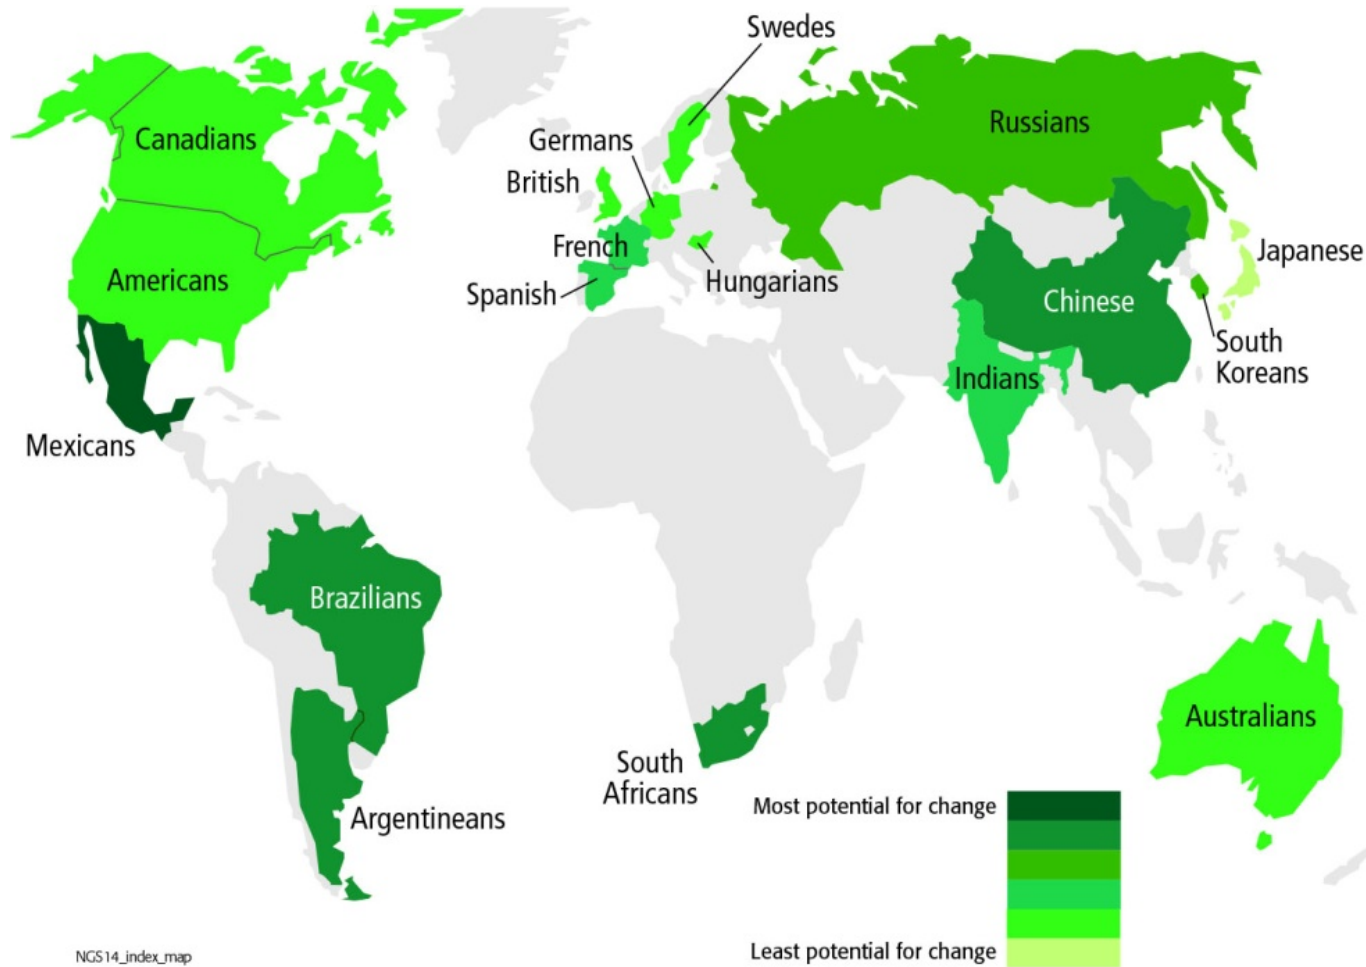 Swedes
Canadians
Germans
Russians
British
French
Japanese
Americans
Hungarians
Spanish
Chinese
South
Koreans
Indians
Mexicans
Brazilians
Australians
South
Africans
Argentineans
Most potential for change
Least potential for change
NGS14_index_map